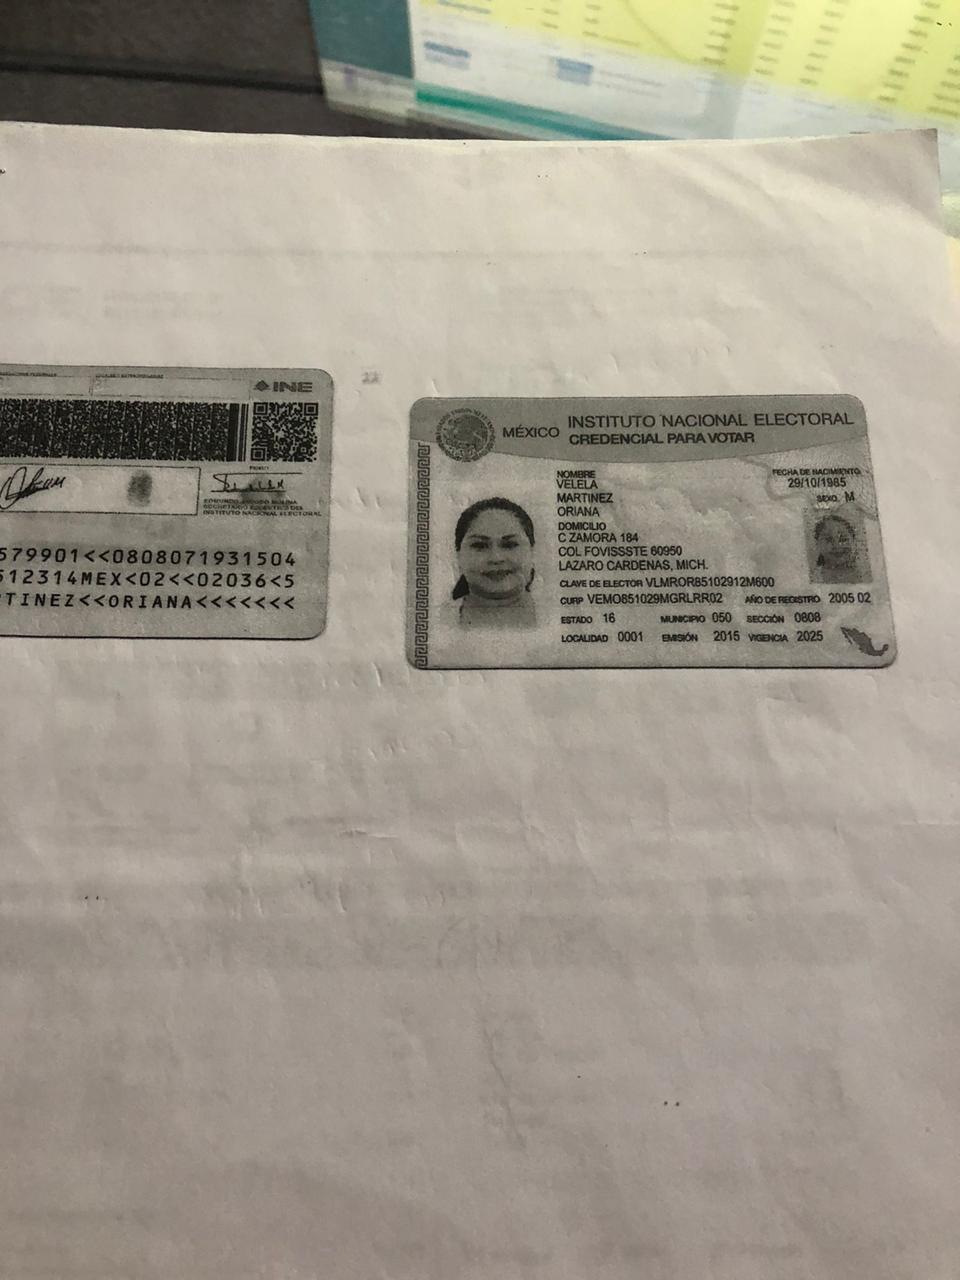 INE
EDMUNDO JACOBO MOLINA
SECRETARIO EJECUTIVO DEL
INSTITUTO NACIONAL ELECTORAL
579901<<0808071931504
512314MEX<02<<02036<5
TINEZ<<ORIANA<<<<<<<
MÉXICO
INSTITUTO NACIONAL ELECTORAL
CREDENCIAL PARA VOTAR
NOMBRE
VELELA
MARTINEZ
ORIANA
DOMICILIO
C ZAMORA 184
COL FOVISSSTE 60950
LAZARO CARDENAS, MICH.
FECHA DE NACIMIENTO
29/10/1985
SEXO M
CLAVE DE ELECTOR VLMROR85102912M600
CURP VEMO851029MGRLRR02 AÑO DE REGISTRO 2005 02
ESTADO 16 MUNICIPIO 050 SECCIÓN 0808
LOCALIDAD 0001 EMISIÓN 2015 VIGENCIA 2025